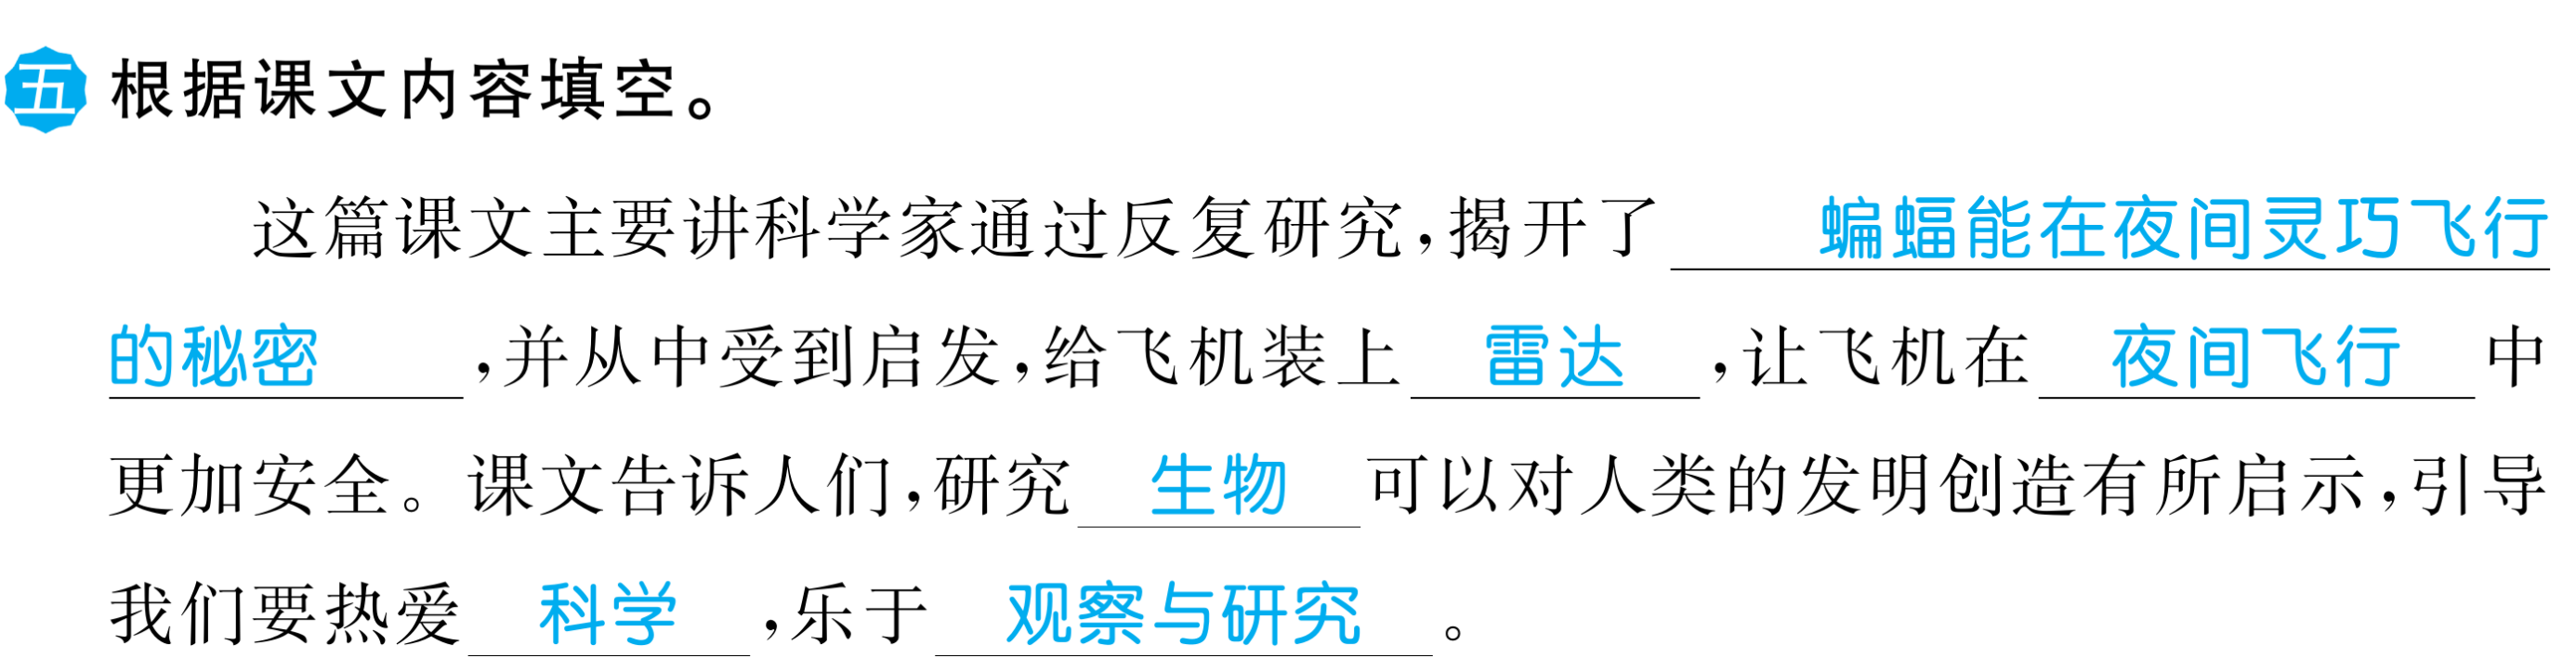 五 根据课文内容填空。
这篇课文主要讲科学家通过反复研究,揭开了 蝙蝠能在夜间灵巧飞行
的秘密 ,并从中受到启发,给飞机装上 雷达 ,让飞机在 夜间飞行 中
更加安全。课文告诉人们,研究 生物 可以对人类的发明创造有所启示,引导
我们要热爱 科学 ,乐于 观察与研究 。